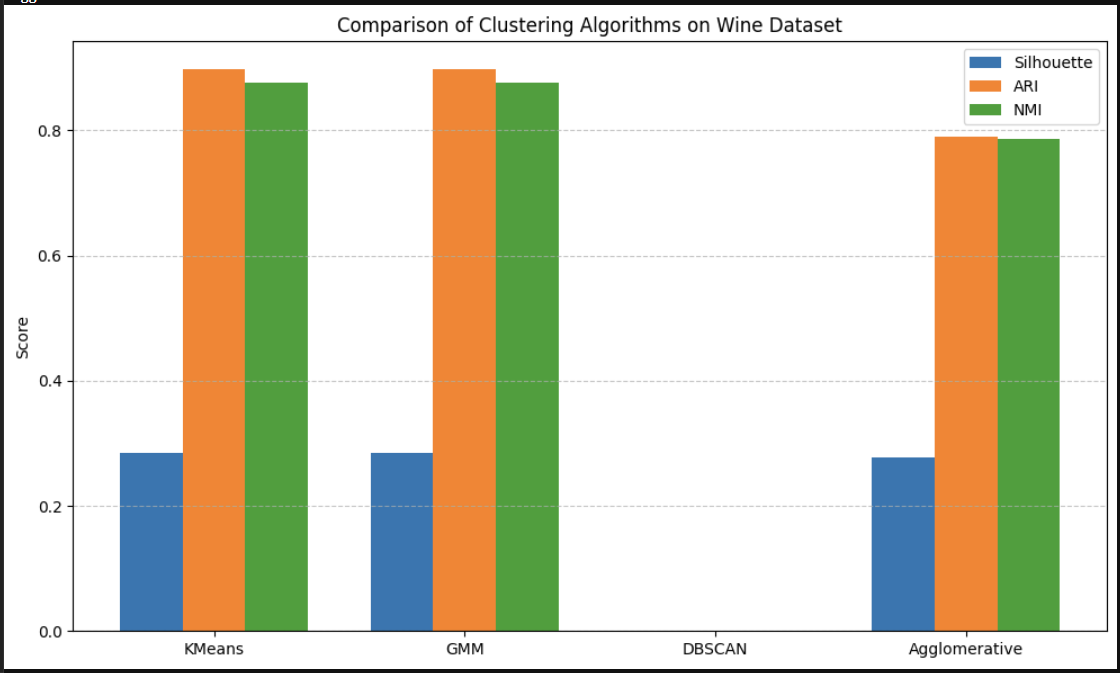 Comparison of Clustering Algorithms on Wine Dataset
Silhouette
ARI
NMI
Score
0.8
0.6
0.4
0.2
0.0
KMeans
GMM
DBSCAN
Agglomerative